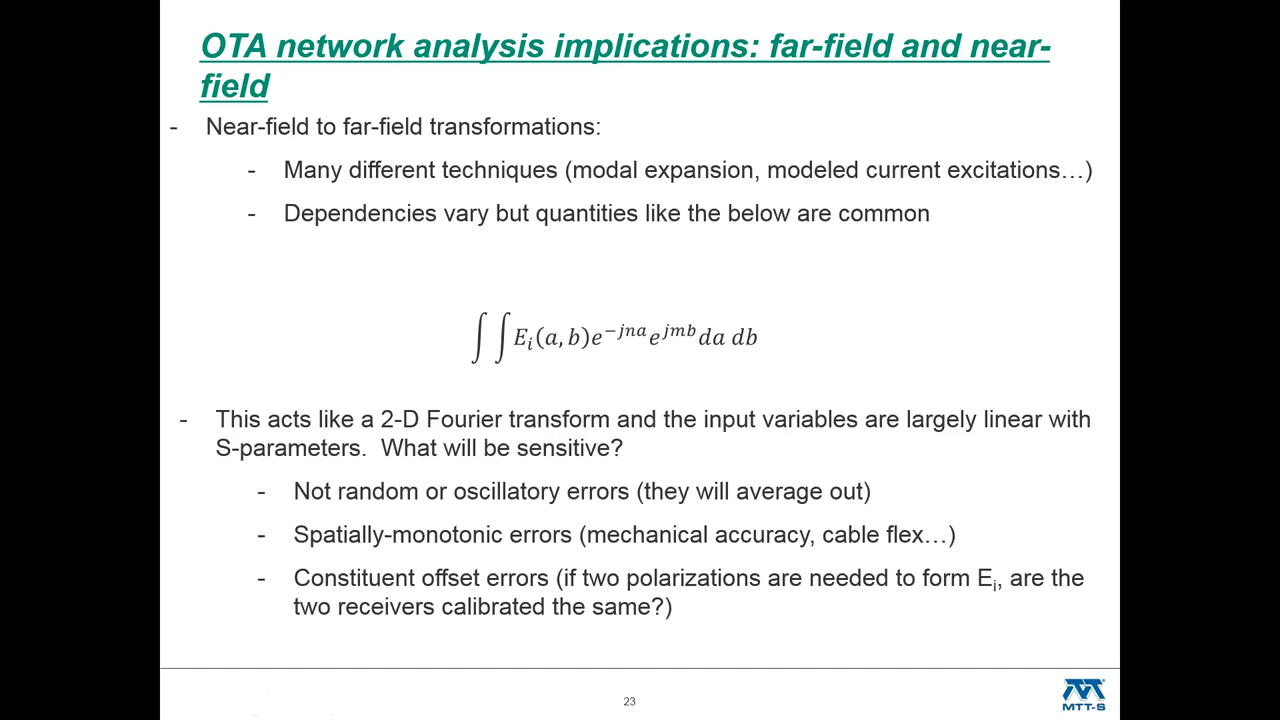 OTA network analysis implications: far-field and near-
field
- Near-field to far-field transformations:
- Many different techniques (modal expansion, modeled current excitations…)
- Dependencies vary but quantities like the below are common
∫∫E_i(a, b)e^{−jna}e^{jmb}da db
- This acts like a 2-D Fourier transform and the input variables are largely linear with
S-parameters.  What will be sensitive?
- Not random or oscillatory errors (they will average out)
- Spatially-monotonic errors (mechanical accuracy, cable flex…)
- Constituent offset errors (if two polarizations are needed to form E_i, are the
two receivers calibrated the same?)
23
MTT-S